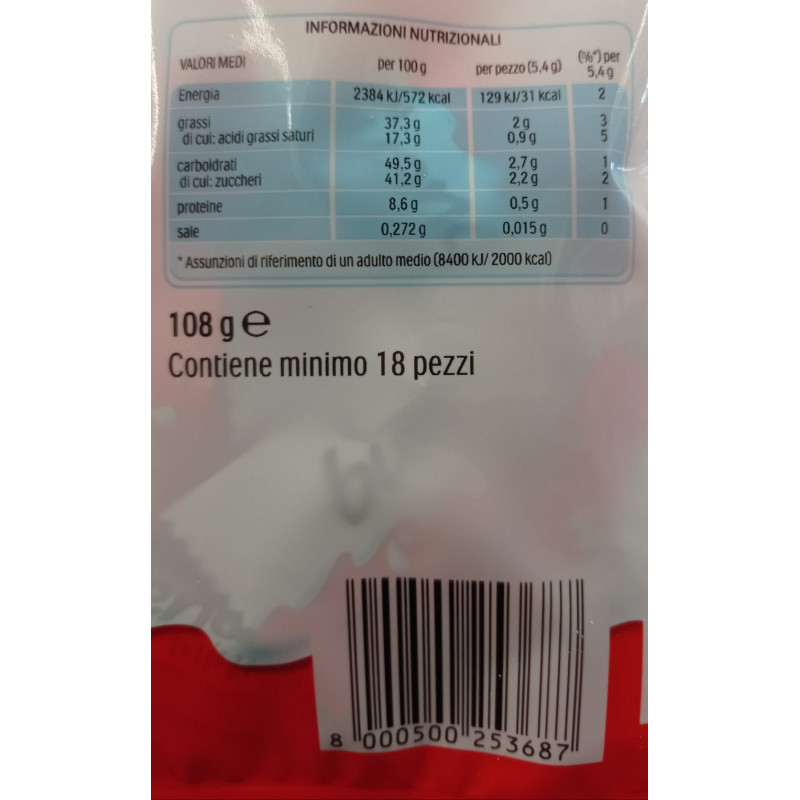 INFORMAZIONI NUTRIZIONALI
VALORI MEDI per 100 g per pezzo (5,4 g) (%*) per 5,4 g
Energia 2384 kJ/572 kcal 129 kJ/31 kcal 2
grassi 37,3 g 2 g 3
di cui: acidi grassi saturi 17,3 g 0,9 g 5
carboidrati 49,5 g 2,7 g 1
di cui: zuccheri 41,2 g 2,2 g 2
proteine 8,6 g 0,5 g 1
sale 0,272 g 0,015 g 0
* Assunzioni di riferimento di un adulto medio (8400 kJ/ 2000 kcal)
108 g e
Contiene minimo 18 pezzi
8 000500 253687